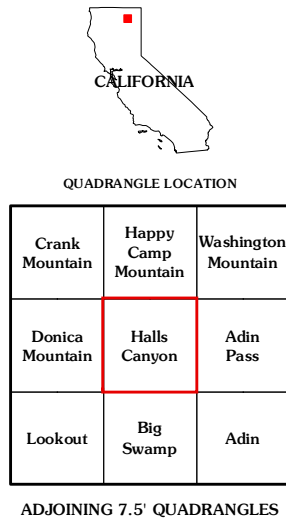 CALIFORNIA
QUADRANGLE LOCATION
Crank
Mountain
Happy
Camp
Mountain
Washington
Mountain
Donica
Mountain
Halls
Canyon
Adin
Pass
Lookout
Big
Swamp
Adin
ADJOINING 7.5' QUADRANGLES